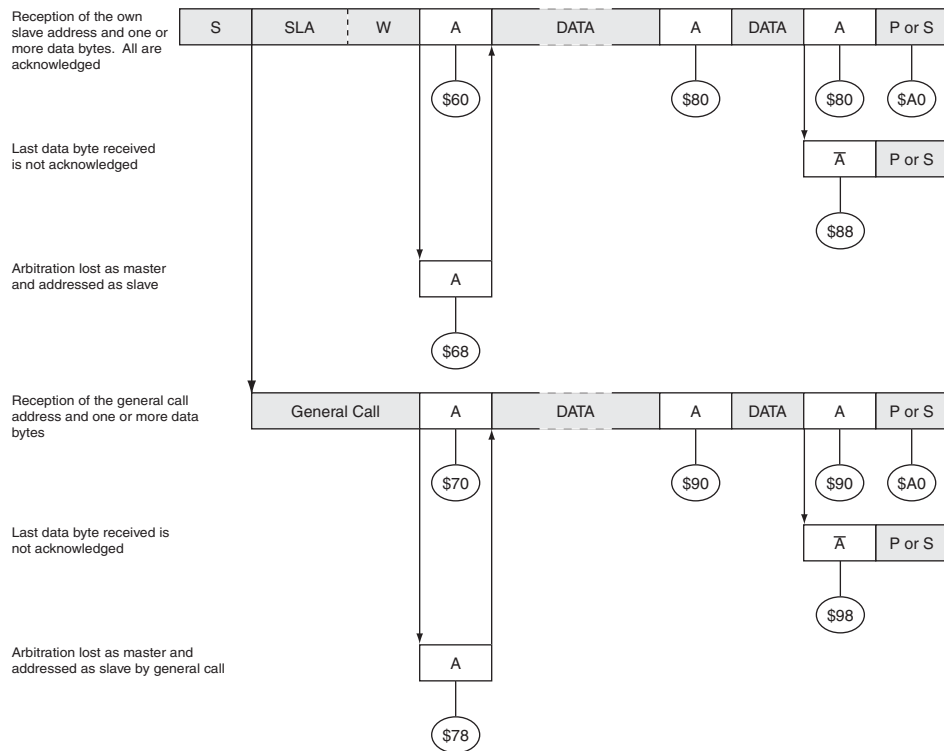 Reception of the own
slave address and one or
more data bytes. All are
acknowledged
S SLA W A DATA A DATA A P or S
$60 $80 $80 $A0
Last data byte received
is not acknowledged
A̅ P or S
$88
Arbitration lost as master
and addressed as slave
A
$68
Reception of the general call
address and one or more data
bytes
General Call A DATA A DATA A P or S
$70 $90 $90 $A0
Last data byte received is
not acknowledged
A̅ P or S
$98
Arbitration lost as master and
addressed as slave by general call
A
$78